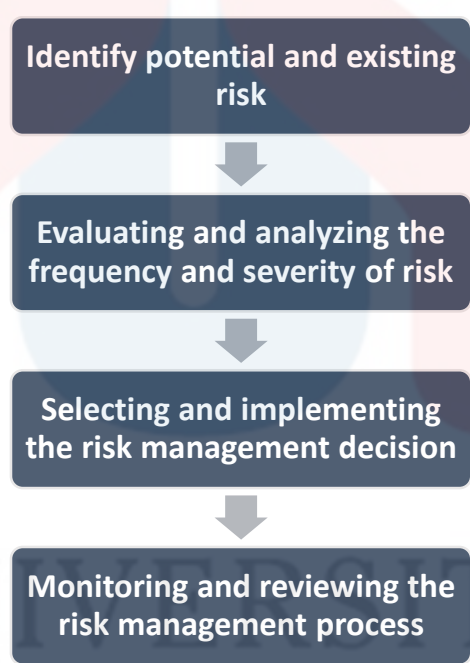 Identify potential and existing
risk
Evaluating and analyzing the
frequency and severity of risk
Selecting and implementing
the risk management decision
Monitoring and reviewing the
risk management process